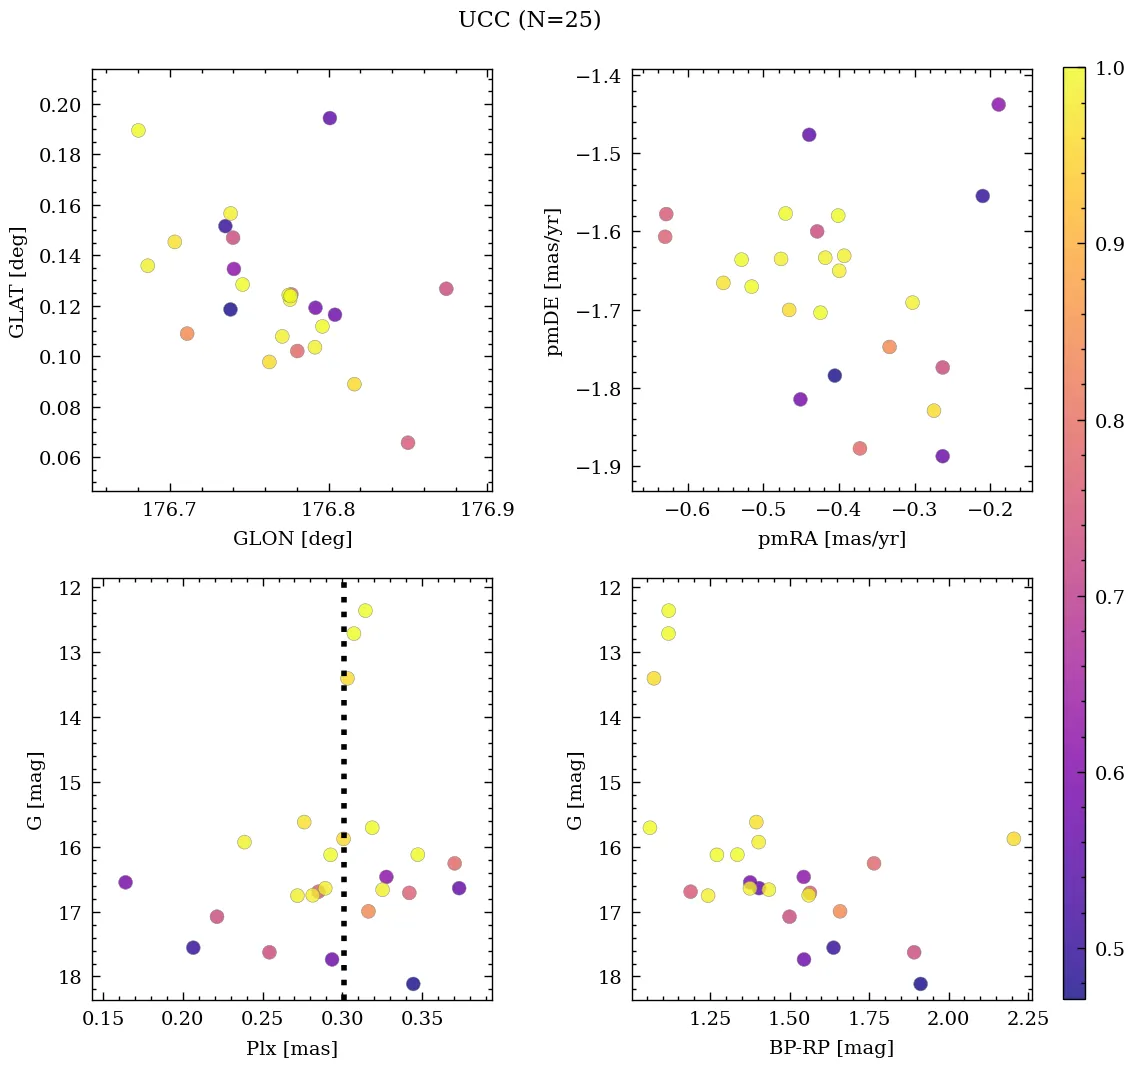 UCC (N=25)
0.20
0.18
0.16
0.14
0.12
0.10
0.08
0.06
GLAT [deg]
176.7 176.8 176.9
GLON [deg]
−1.4
−1.5
−1.6
−1.7
−1.8
−1.9
pmDE [mas/yr]
−0.6 −0.5 −0.4 −0.3 −0.2
pmRA [mas/yr]
12
13
14
15
16
17
18
G [mag]
0.15 0.20 0.25 0.30 0.35
Plx [mas]
12
13
14
15
16
17
18
G [mag]
1.25 1.50 1.75 2.00 2.25
BP-RP [mag]
1.0
0.9
0.8
0.7
0.6
0.5